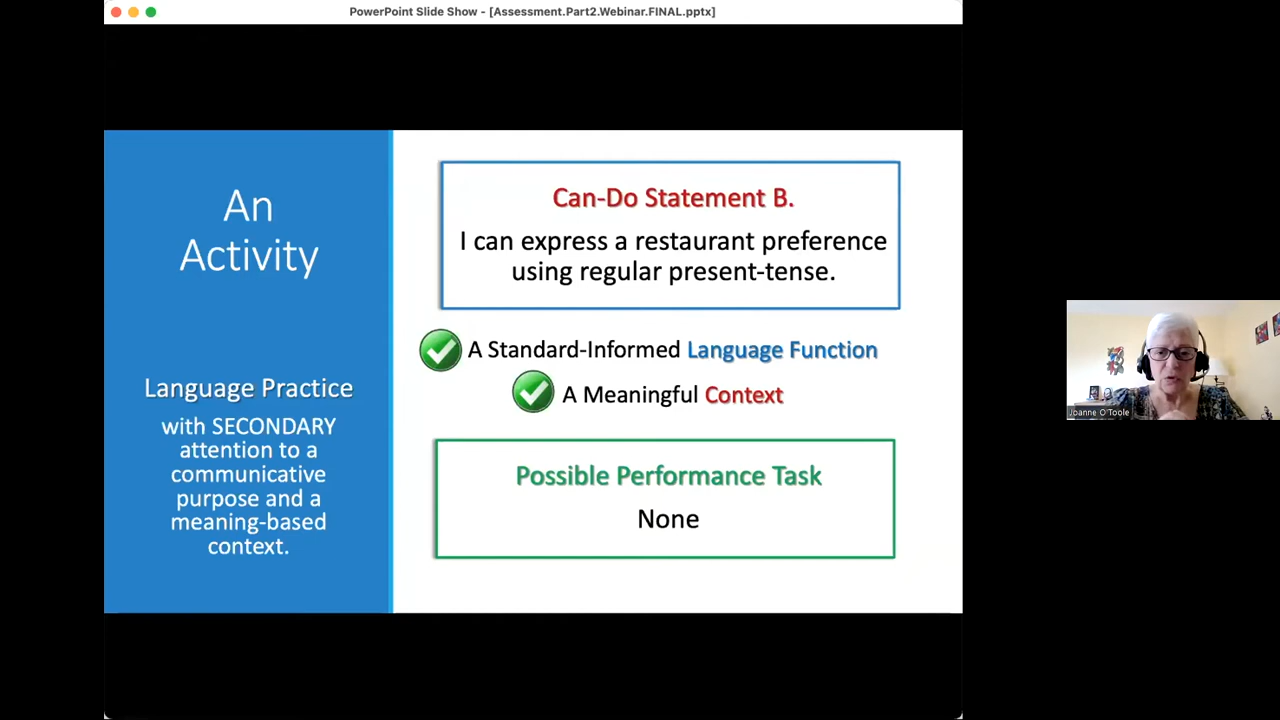 PowerPoint Slide Show - [Assessment.Part2.Webinar.FINAL.pptx]
An
Activity
Language Practice
with SECONDARY
attention to a
communicative
purpose and a
meaning-based
context.
Can-Do Statement B.
I can express a restaurant preference
using regular present-tense.
A Standard-Informed Language Function
A Meaningful Context
Possible Performance Task
None
Joanne O'Toole